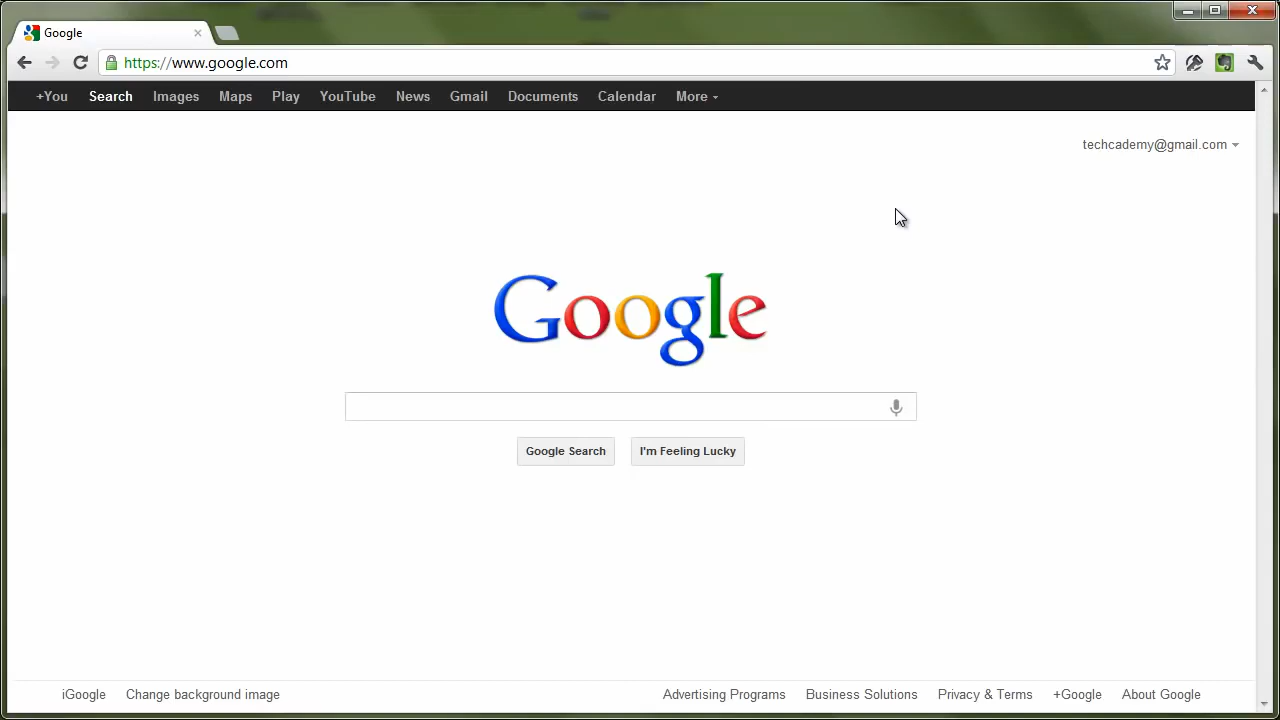 Google
https://www.google.com
+You Search Images Maps Play YouTube News Gmail Documents Calendar More
techcademy@gmail.com
Google
Google Search I'm Feeling Lucky
iGoogle Change background image Advertising Programs Business Solutions Privacy & Terms +Google About Google